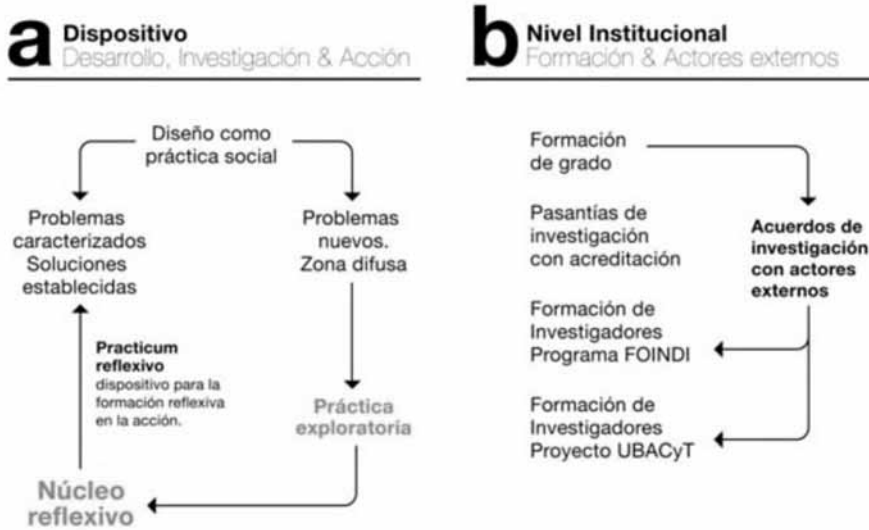 a Dispositivo
Desarrollo, Investigación & Acción
Diseño como
práctica social
Problemas
caracterizados
Soluciones
establecidas
Problemas
nuevos.
Zona difusa
Practicum
reflexivo
dispositivo para la
formación reflexiva
en la acción.
Práctica
exploratoria
Núcleo
reflexivo
b Nivel Institucional
Formación & Actores externos
Formación
de grado
Pasantías de
investigación
con acreditación
Acuerdos de
investigación
con actores
externos
Formación de
Investigadores
Programa FOINDI
Formación de
Investigadores
Proyecto UBACyT